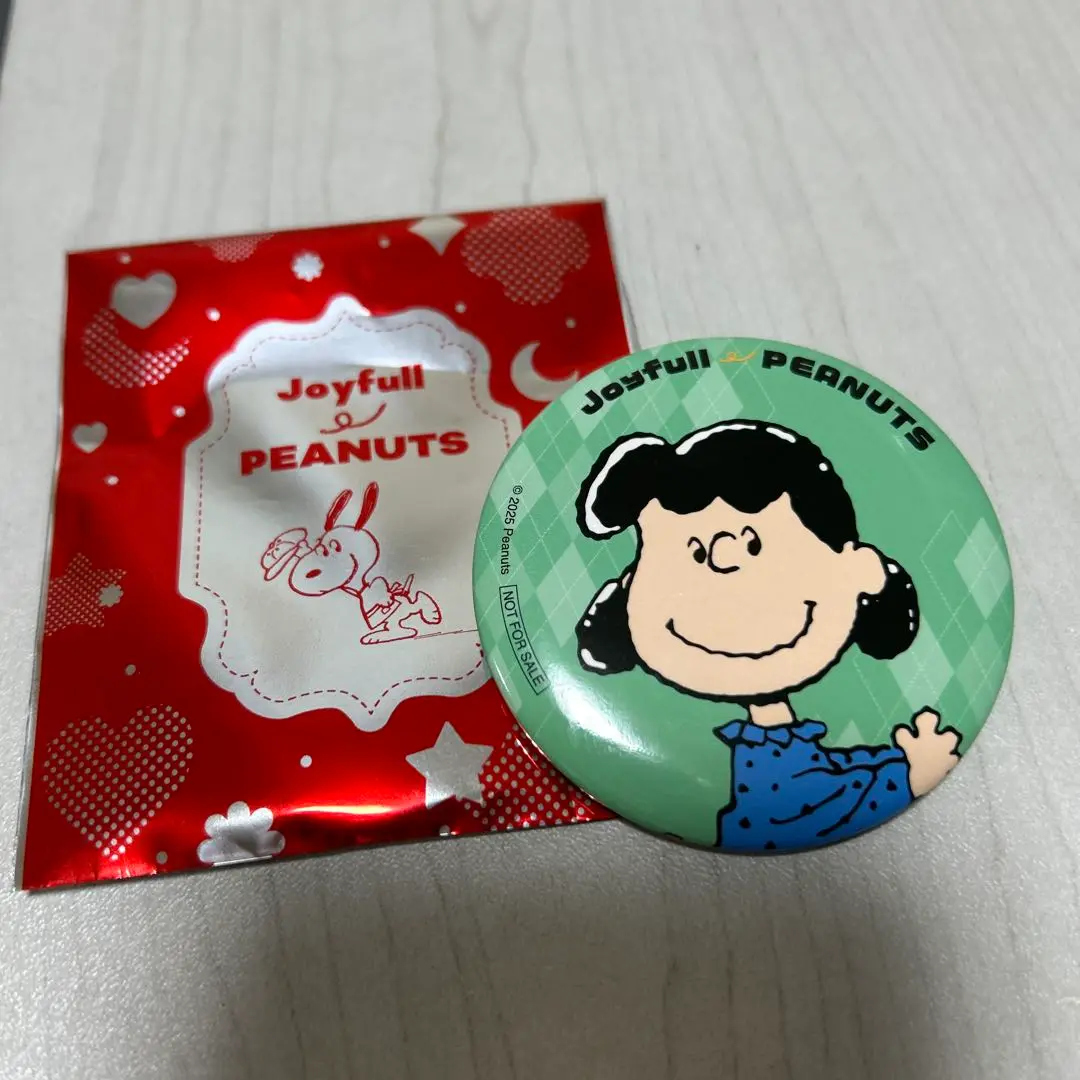 Joyfull
&
PEANUTS
Joyfull & PEANUTS
© 2025 Peanuts
NOT FOR SALE